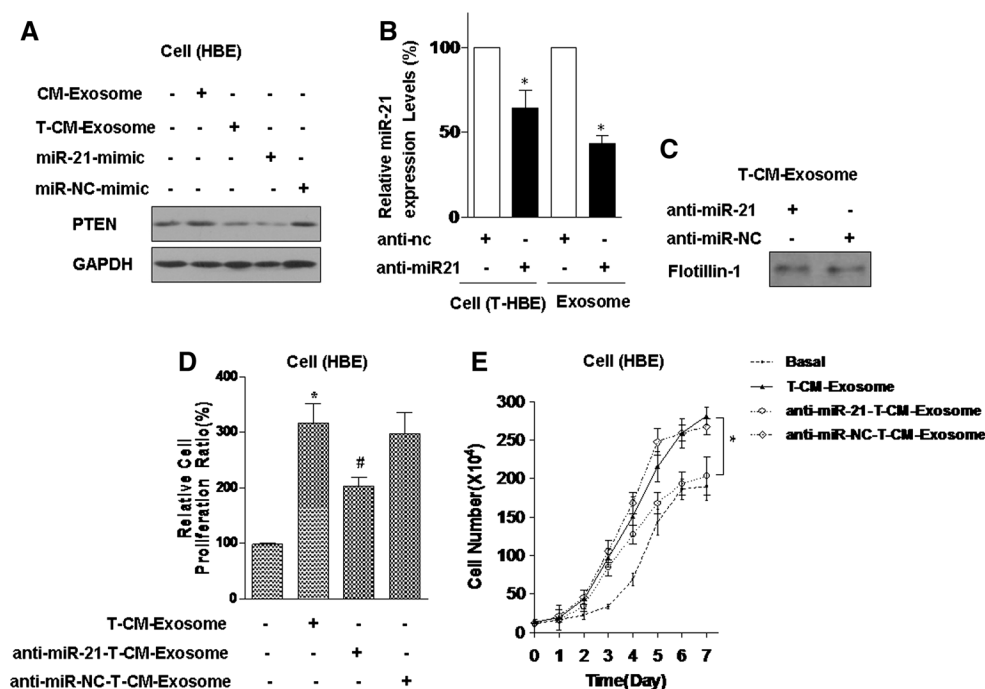 A
Cell (HBE)
CM-Exosome - + - - -
T-CM-Exosome - - + - -
miR-21-mimic - - - + -
miR-NC-mimic - - - - +
PTEN
GAPDH
B
Relative miR-21
expression Levels (%)
100
50
0
* *
anti-nc + - + -
anti-miR21 - + - +
Cell (T-HBE) Exosome
C
T-CM-Exosome
anti-miR-21 + -
anti-miR-NC - +
Flotillin-1
D
Cell (HBE)
Relative Cell
Proliferation Ratio(%)
400
300
200
100
0
* #
T-CM-Exosome - + - -
anti-miR-21-T-CM-Exosome - - + -
anti-miR-NC-T-CM-Exosome - - - +
E
Cell (HBE)
Basal
T-CM-Exosome
anti-miR-21-T-CM-Exosome
anti-miR-NC-T-CM-Exosome
Cell Number(X10⁴)
300
250
200
150
100
50
0
*
0 1 2 3 4 5 6 7
Time(Day)